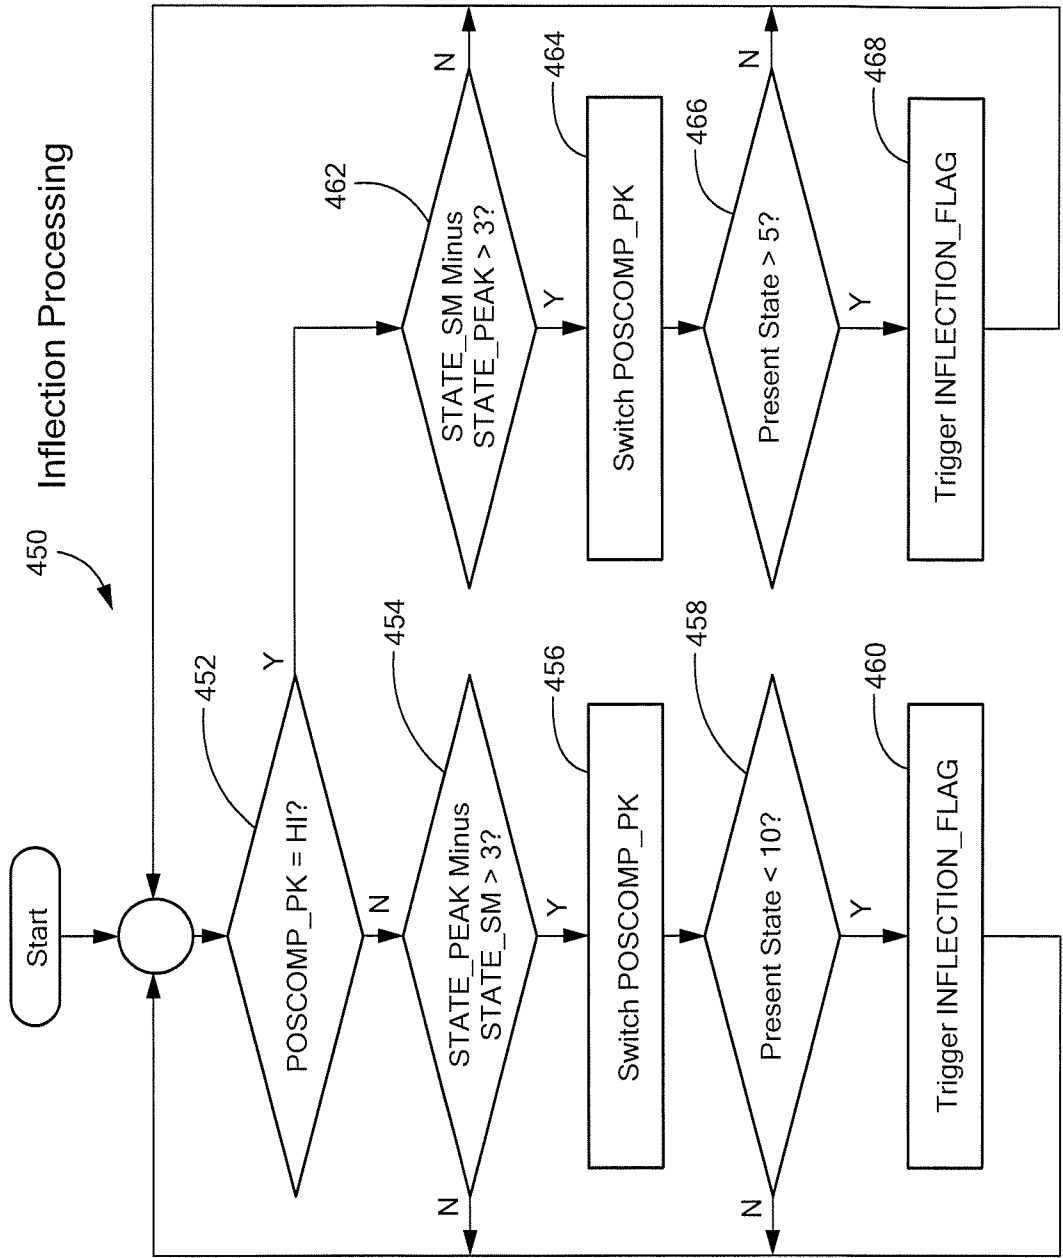 Inflection Processing
450
Start
452
POSCOMP_PK = HI?
Y
N
454
STATE_PEAK Minus
STATE_SM > 3?
N
Y
456
Switch POSCOMP_PK
458
Present State < 10?
N
Y
460
Trigger INFLECTION_FLAG
462
STATE_SM Minus
STATE_PEAK > 3?
N
Y
464
Switch POSCOMP_PK
466
Present State > 5?
N
Y
468
Trigger INFLECTION_FLAG